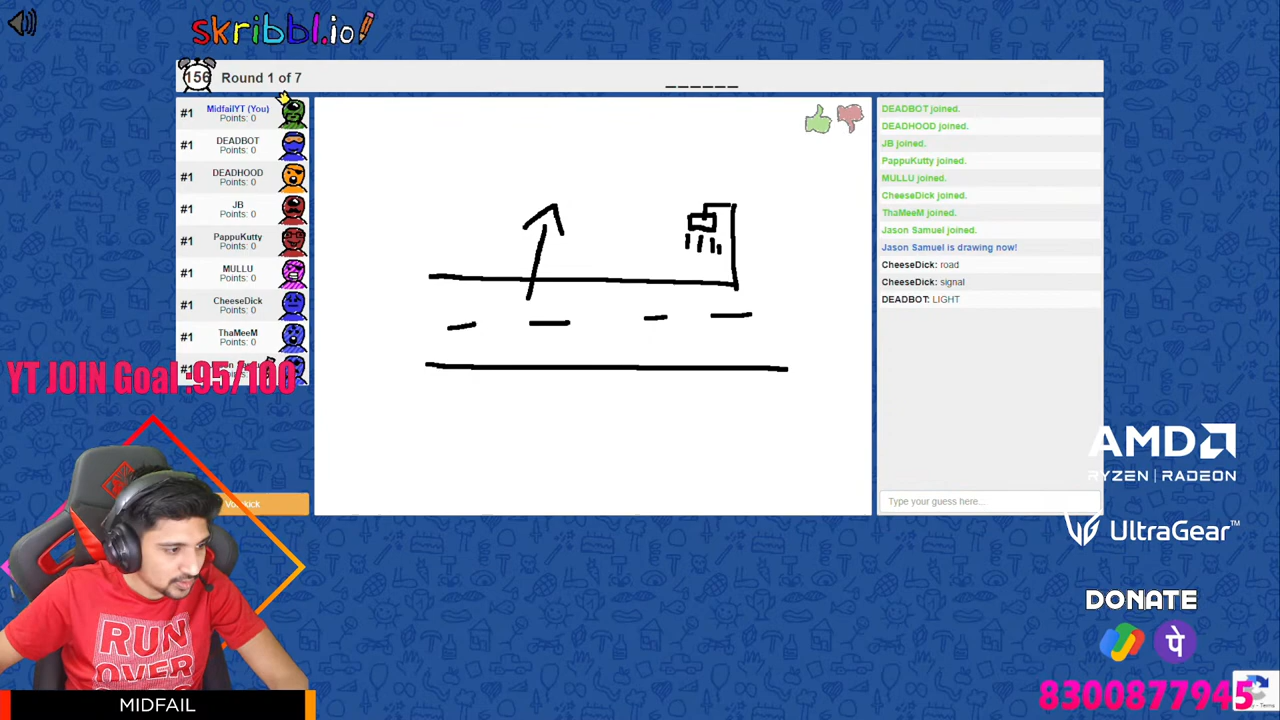 skribbl.io
156
Round 1 of 7
______
#1
MidfailYT (You)
Points: 0
#1
DEADBOT
Points: 0
#1
DEADHOOD
Points: 0
#1
JB
Points: 0
#1
PappuKutty
Points: 0
#1
MULLU
Points: 0
#1
CheeseDick
Points: 0
#1
ThaMeeM
Points: 0
#1
YT JOIN Goal :95/100
DEADBOT joined.
DEADHOOD joined.
JB joined.
PappuKutty joined.
MULLU joined.
CheeseDick joined.
ThaMeeM joined.
Jason Samuel joined.
Jason Samuel is drawing now!
CheeseDick: road
CheeseDick: signal
DEADBOT: LIGHT
Type your guess here...
AMD
RYZEN | RADEON
UltraGear™
DONATE
पे
8300877945
Terms
RUN
OVER
MIDFAIL